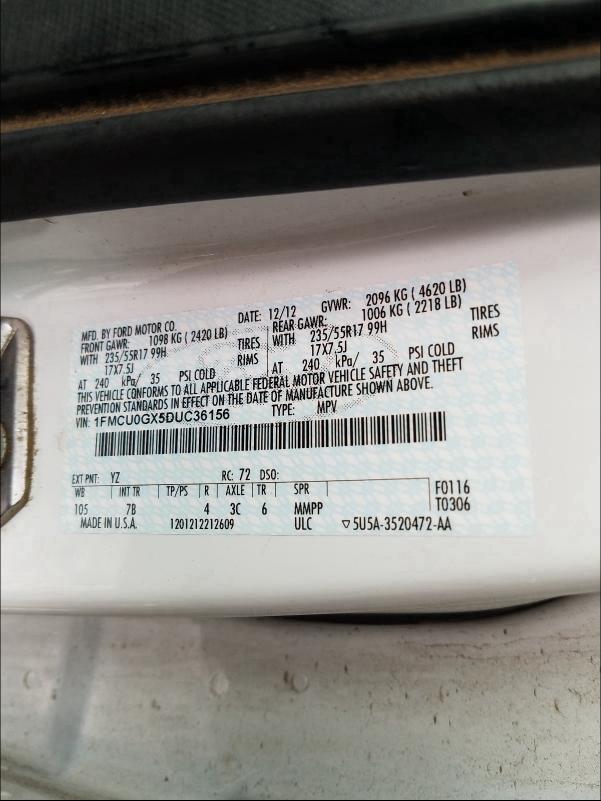 MFD. BY FORD MOTOR CO. DATE: 12/12 GVWR: 2096 KG ( 4620 LB)
FRONT GAWR: 1098 KG ( 2420 LB) REAR GAWR: 1006 KG ( 2218 LB)
WITH 235/55R17 99H TIRES WITH 235/55R17 99H TIRES
17X7.5J RIMS 17X7.5J RIMS
AT 240 kPa/ 35 PSI COLD AT 240 kPa/ 35 PSI COLD
THIS VEHICLE CONFORMS TO ALL APPLICABLE FEDERAL MOTOR VEHICLE SAFETY AND THEFT
PREVENTION STANDARDS IN EFFECT ON THE DATE OF MANUFACTURE SHOWN ABOVE.
VIN: 1FMCU0GX5DUC36156 TYPE: MPV
EXT PNT: YZ RC: 72 DSO:
WB INT TR TP/PS R AXLE TR SPR F0116
105 7B 4 3C 6 MMPP T0306
MADE IN U.S.A. 1201212212609 ULC ▽5U5A-3520472-AA